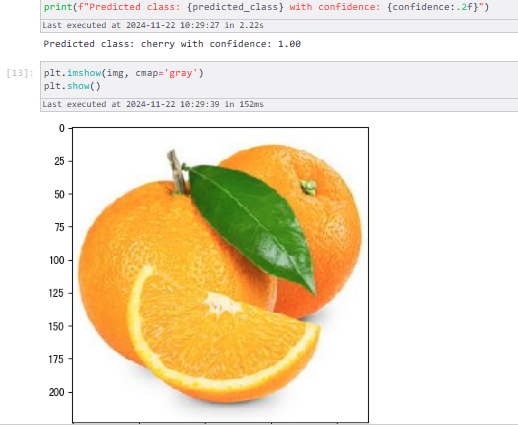 print(f"Predicted class: {predicted_class} with confidence: {confidence:.2f}")
Last executed at 2024-11-22 10:29:27 in 2.22s
Predicted class: cherry with confidence: 1.00
[13]: plt.imshow(img, cmap='gray')
plt.show()
Last executed at 2024-11-22 10:29:39 in 152ms
0
25
50
75
100
125
150
175
200